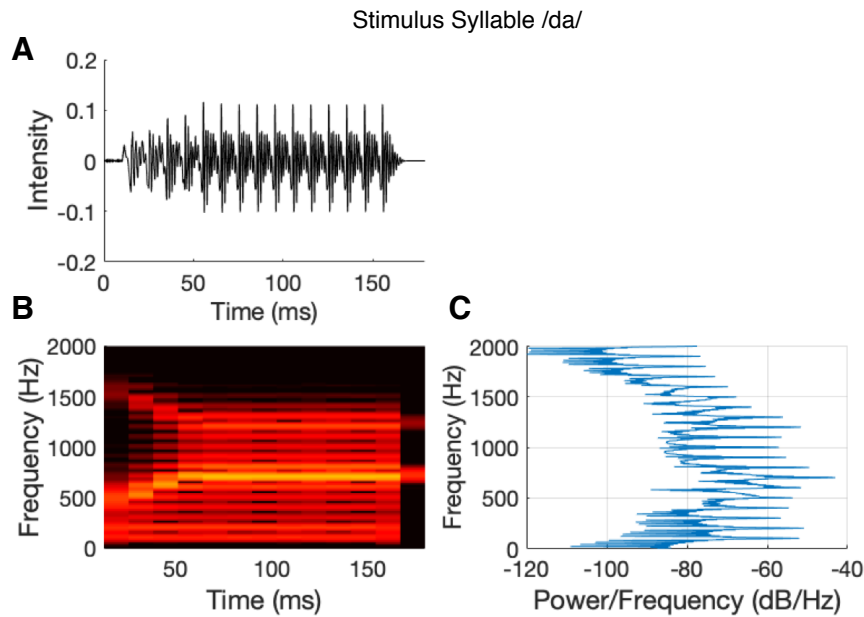 Stimulus Syllable /da/
A
0.2
0.1
0
-0.1
-0.2
Intensity
0 50 100 150
Time (ms)
B
2000
1500
1000
500
0
Frequency (Hz)
50 100 150
Time (ms)
C
2000
1500
1000
500
0
Frequency (Hz)
-120 -100 -80 -60 -40
Power/Frequency (dB/Hz)